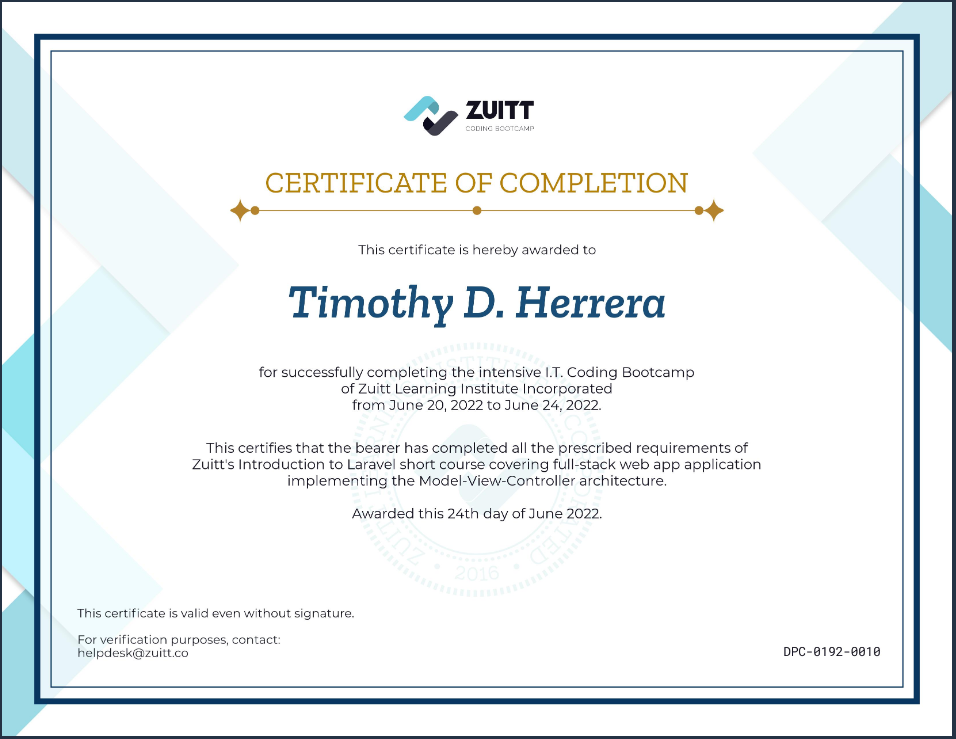 ZUITT
CODING BOOTCAMP
CERTIFICATE OF COMPLETION
This certificate is hereby awarded to
Timothy D. Herrera
for successfully completing the intensive I.T. Coding Bootcamp
of Zuitt Learning Institute Incorporated
from June 20, 2022 to June 24, 2022.
This certifies that the bearer has completed all the prescribed requirements of
Zuitt's Introduction to Laravel short course covering full-stack web app application
implementing the Model-View-Controller architecture.
Awarded this 24th day of June 2022.
ZUITT LEARNING INSTITUTE INCORPORATED
2016
This certificate is valid even without signature.
For verification purposes, contact:
helpdesk@zuitt.co
DPC-0192-0010